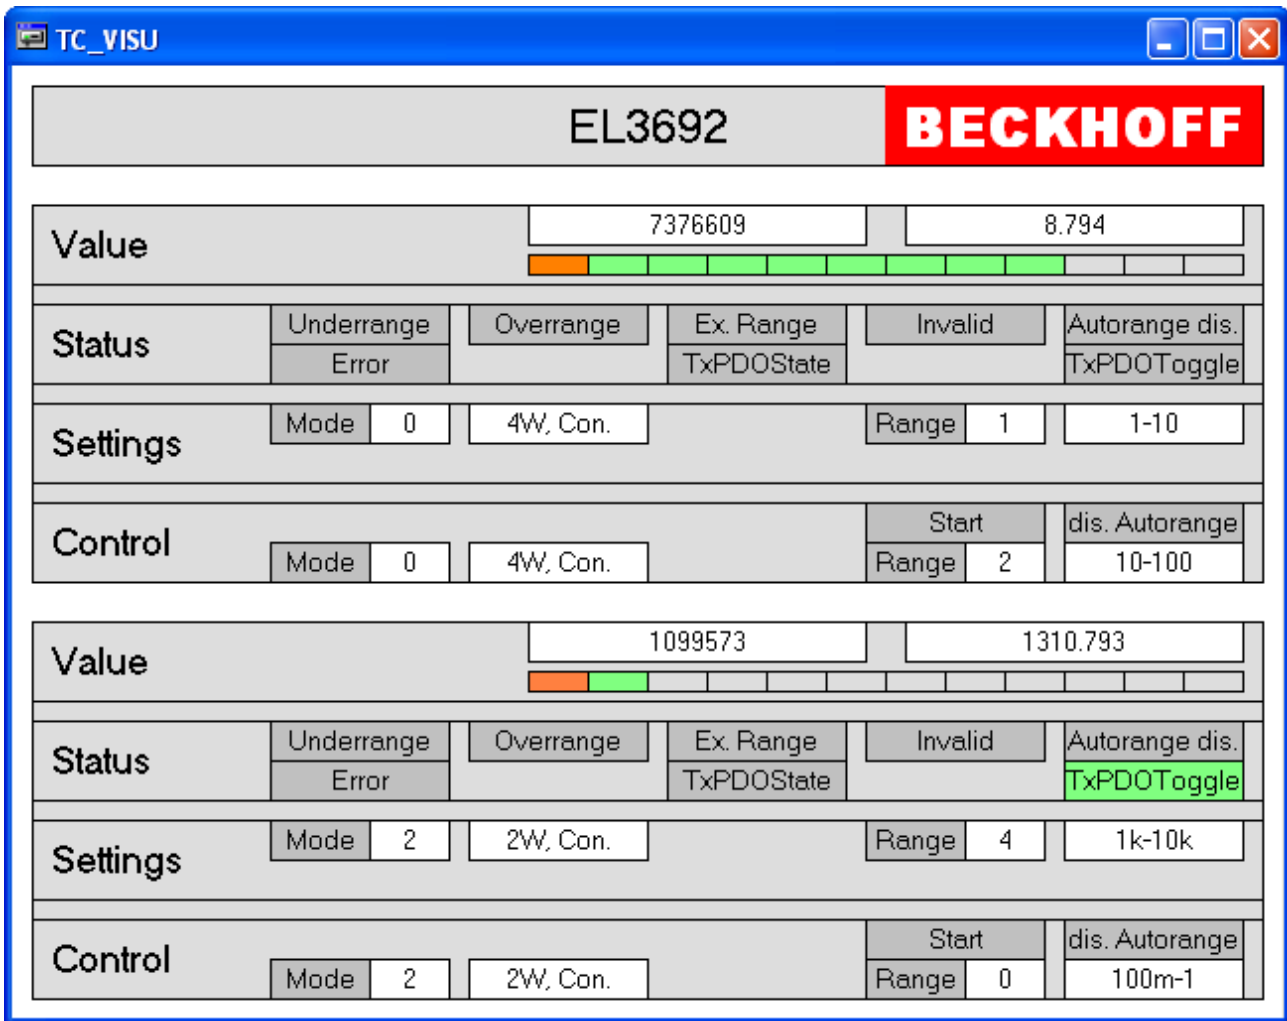 TC_VISU
EL3692 BECKHOFF
7376609 8.794
Value
Underrange Overrange Ex. Range Invalid Autorange dis.
Status
Error TxPDOState TxPDOToggle
Mode 0 4W, Con. Range 1 1-10
Settings
Start dis. Autorange
Control
Mode 0 4W, Con. Range 2 10-100
1099573 1310.793
Value
Underrange Overrange Ex. Range Invalid Autorange dis.
Status
Error TxPDOState TxPDOToggle
Mode 2 2W, Con. Range 4 1k-10k
Settings
Start dis. Autorange
Control
Mode 2 2W, Con. Range 0 100m-1